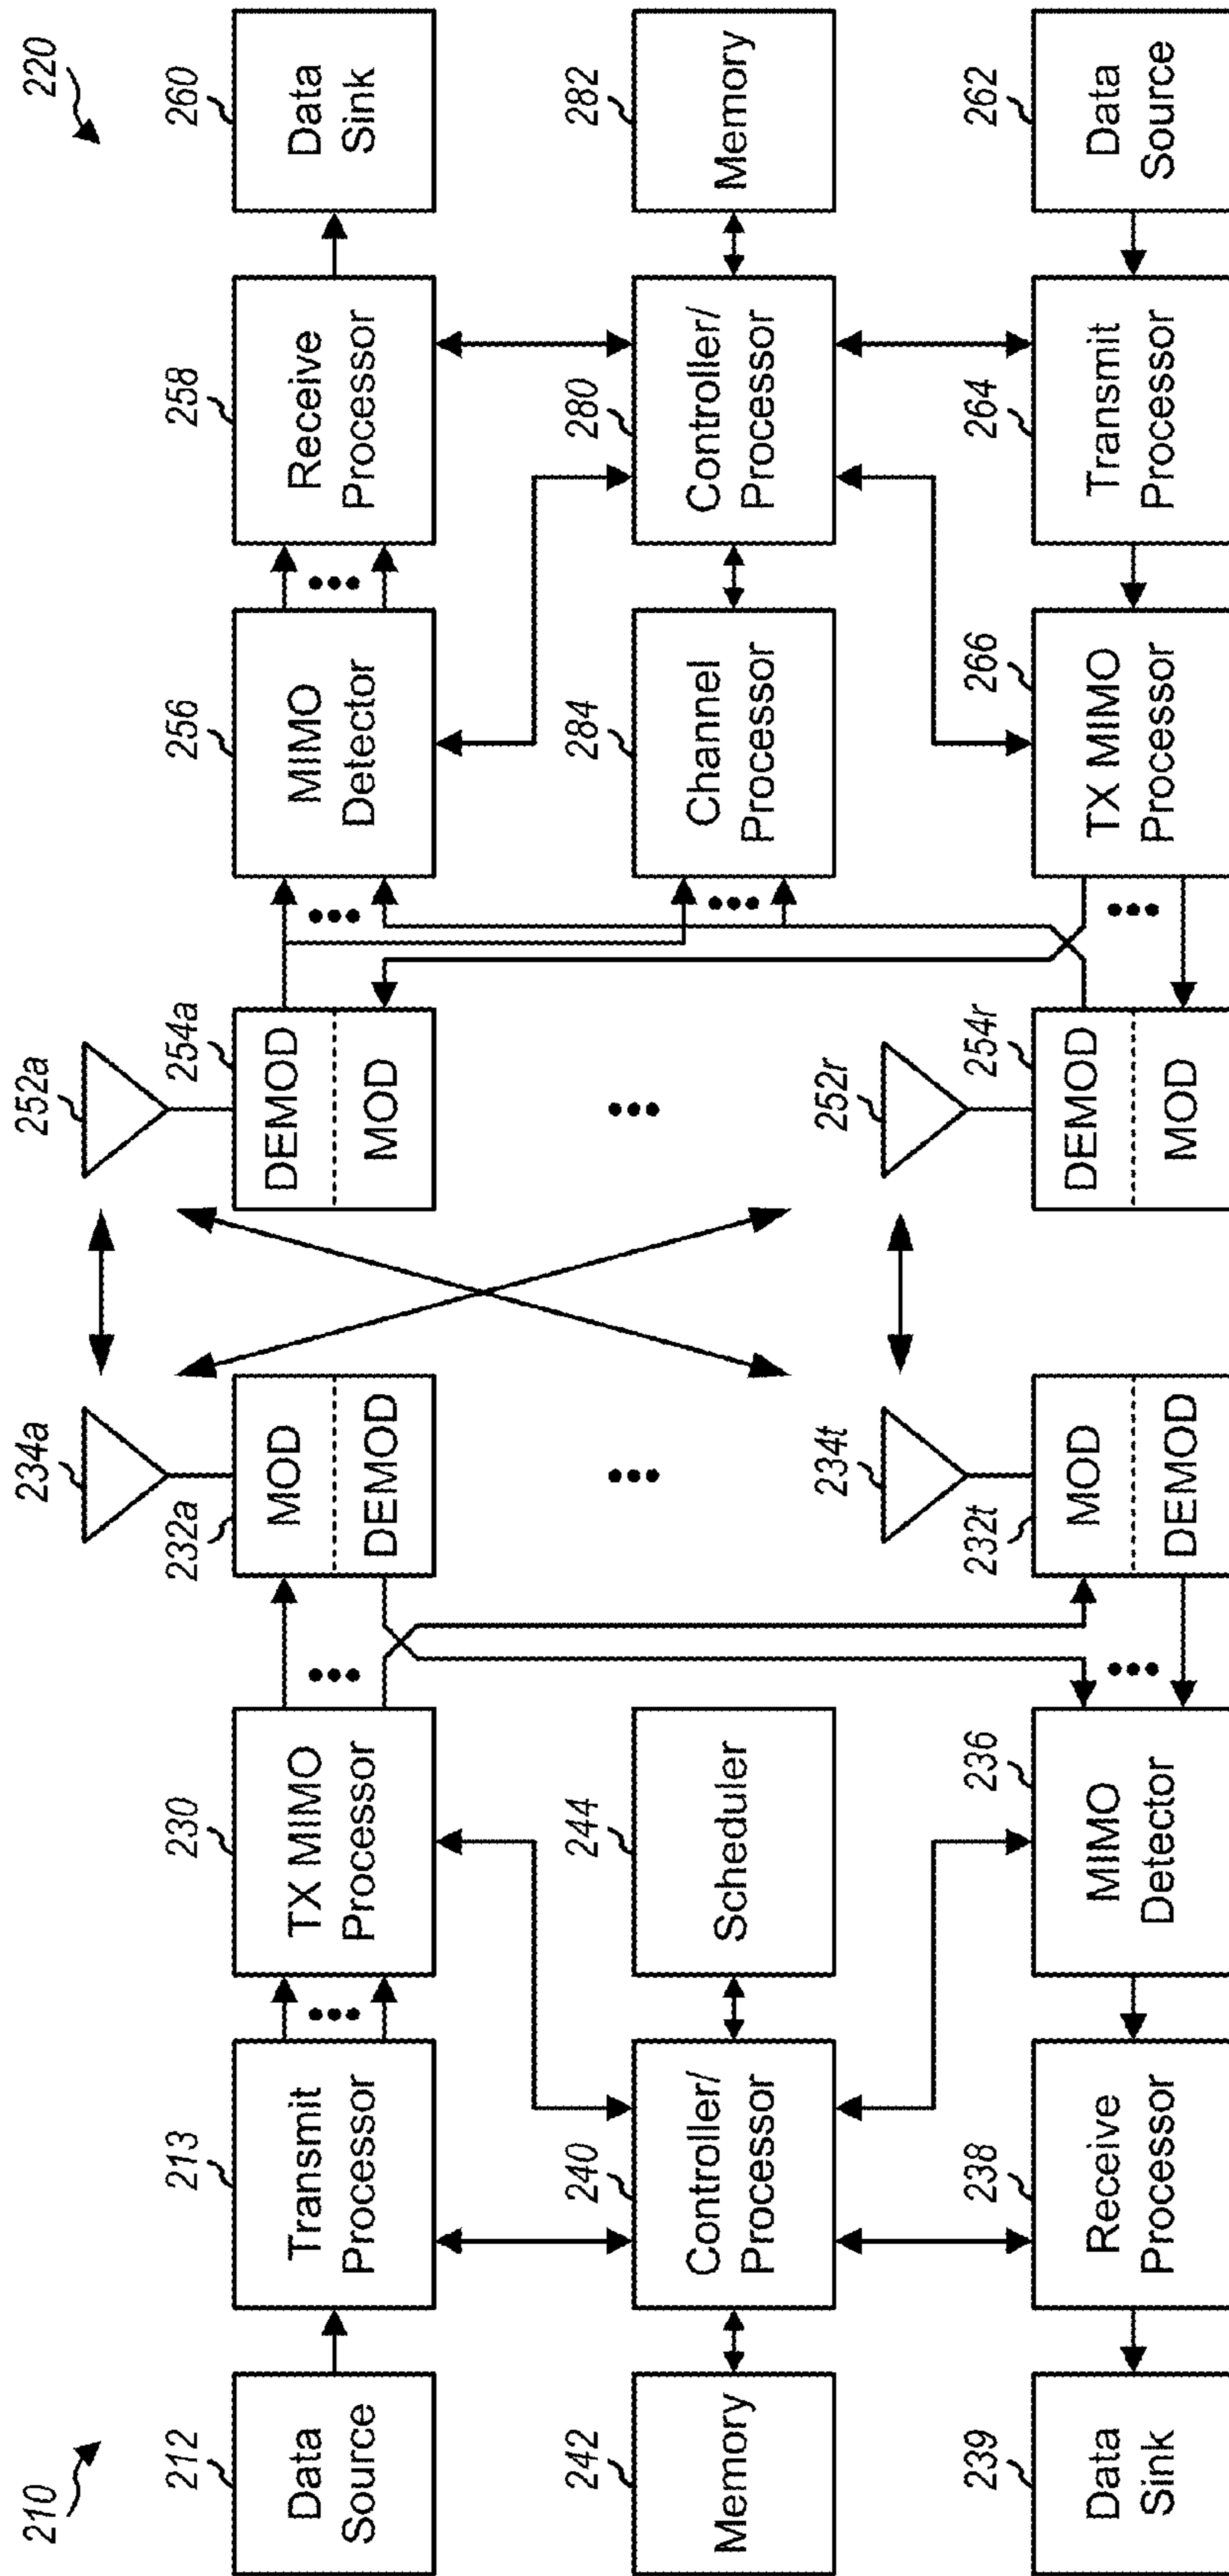 210
220
212
Data
Source
213
Transmit
Processor
230
TX MIMO
Processor
232a
MOD
DEMOD
234a
252a
254a
DEMOD
MOD
256
MIMO
Detector
258
Receive
Processor
260
Data
Sink
242
Memory
240
Controller/
Processor
244
Scheduler
284
Channel
Processor
280
Controller/
Processor
282
Memory
239
Data
Sink
238
Receive
Processor
236
MIMO
Detector
232t
MOD
DEMOD
234t
252r
254r
DEMOD
MOD
266
TX MIMO
Processor
264
Transmit
Processor
262
Data
Source